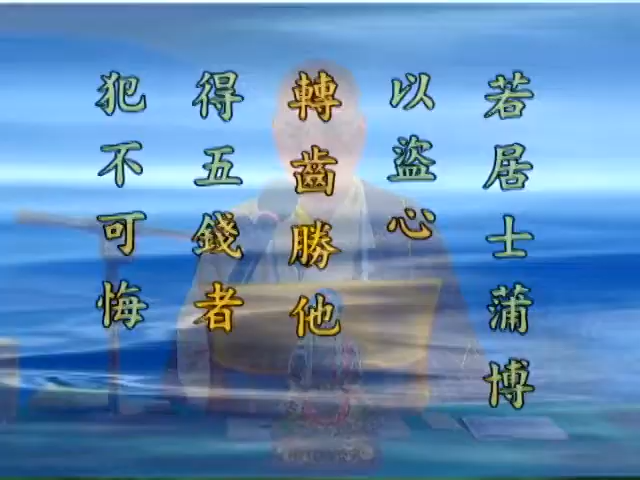 若居士蒲博
以盜心
轉齒勝他
得五錢者
犯不可悔